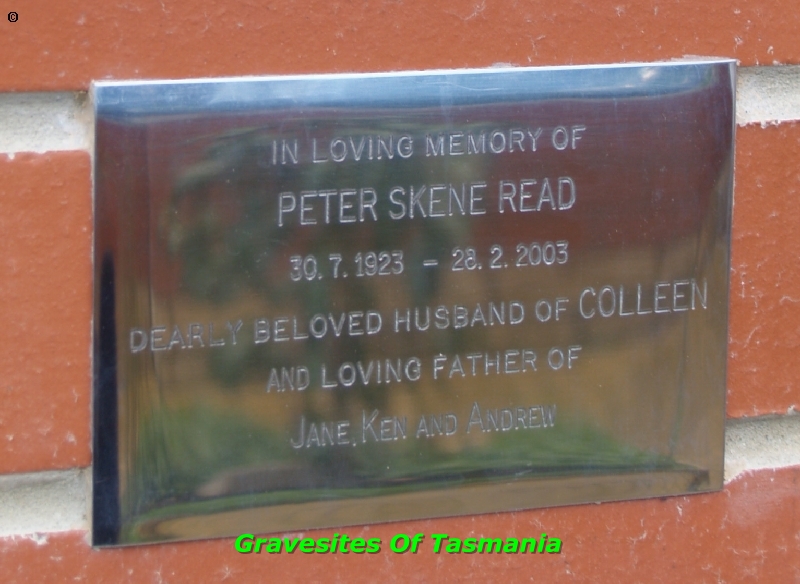 ©
IN LOVING MEMORY OF
PETER SKENE READ
30.7.1923 – 28.2.2003
DEARLY BELOVED HUSBAND OF COLLEEN
AND LOVING FATHER OF
JANE, KEN AND ANDREW
Gravesites Of Tasmania